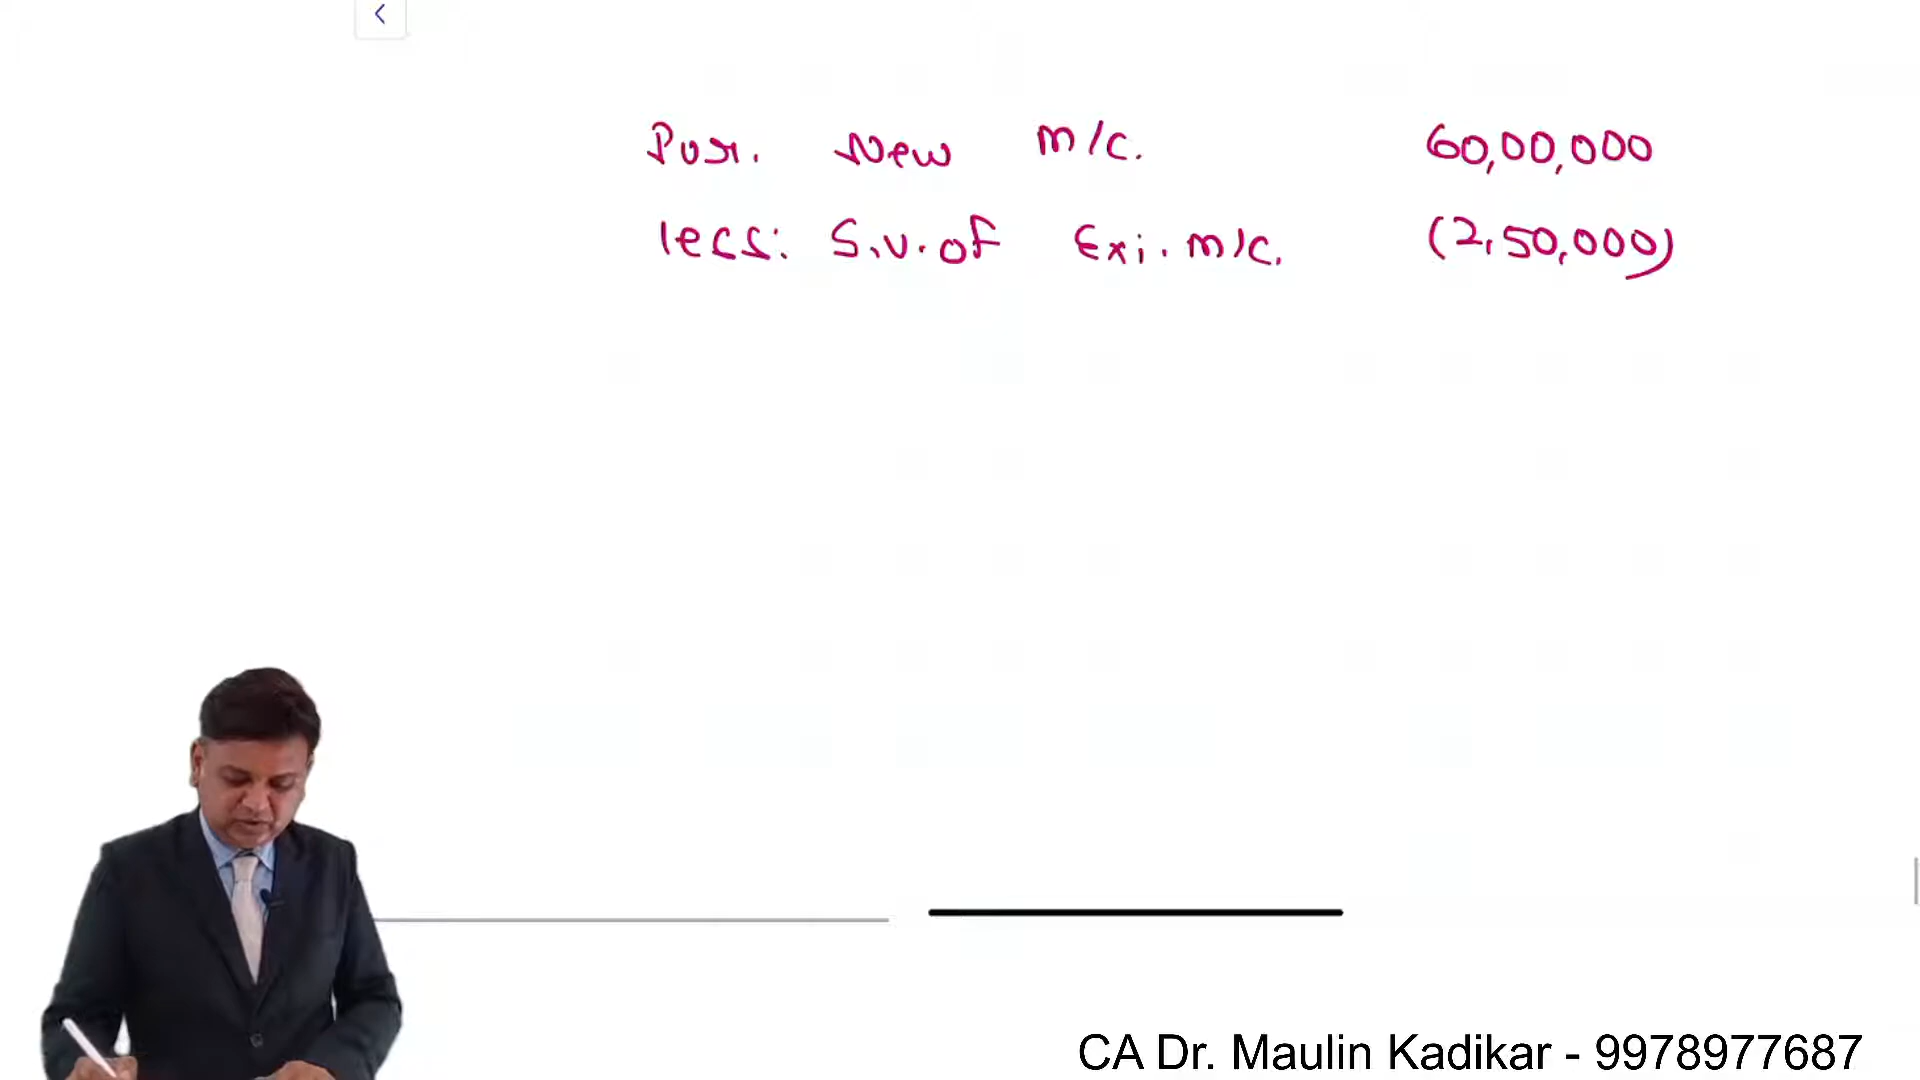 Pur. New m/c. 60,00,000
less: S.V. of Exi. m/c. (2,50,000)
CA Dr. Maulin Kadikar - 9978977687